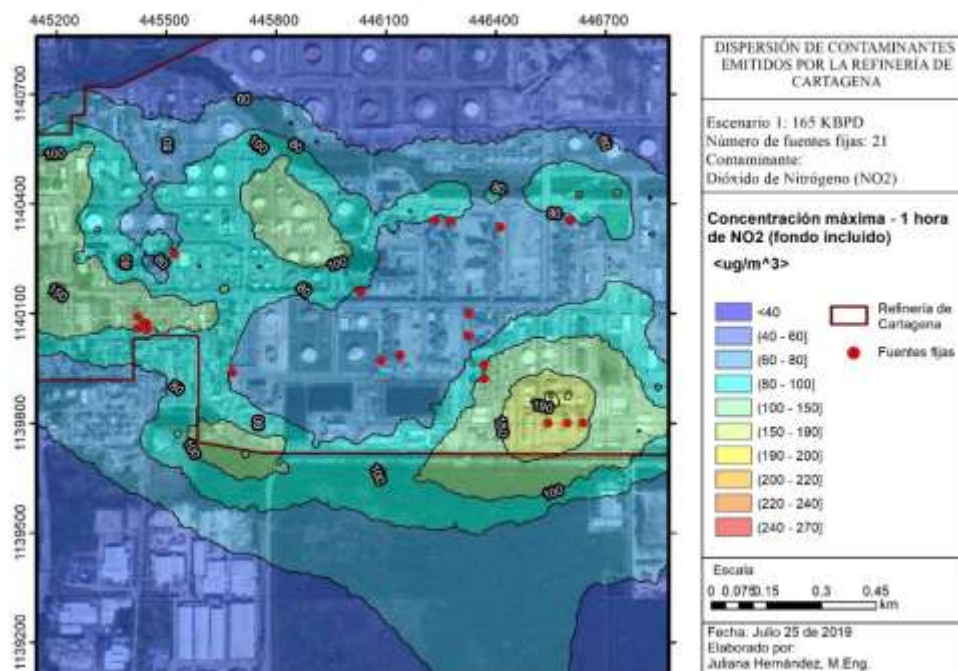 445200 445500 445800 446100 446400 446700
1140700
1140400
1140100
1139800
1139500
1139200
DISPERSIÓN DE CONTAMINANTES
EMITIDOS POR LA REFINERÍA DE
CARTAGENA
Escenario 1: 165 KBPD
Número de fuentes fijas: 21
Contaminante:
Dióxido de Nitrógeno (NO2)
Concentración máxima - 1 hora
de NO2 (fondo incluido)
<ug/m^3>
<40
(40 - 60]
(60 - 80]
(80 - 100]
(100 - 150]
(150 - 190]
(190 - 200]
(200 - 220]
(220 - 240]
(240 - 270]
Refinería de
Cartagena
Fuentes fijas
Escala
0 0.075 0.15 0.3 0.45
km
Fecha: Julio 25 de 2019
Elaborado por:
Juliana Hernández, M.Eng.